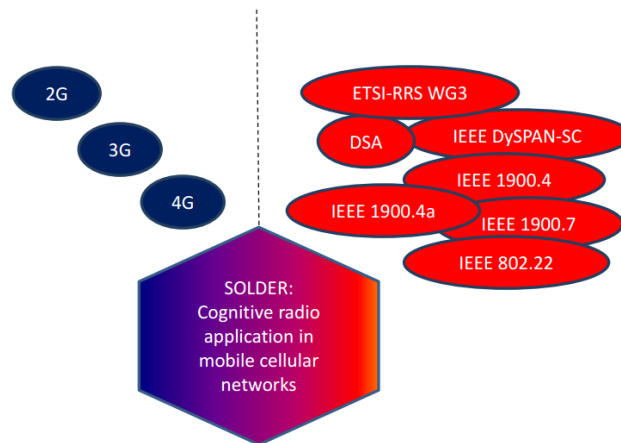 2G
3G
4G
ETSI-RRS WG3
DSA
IEEE DySPAN-SC
IEEE 1900.4
IEEE 1900.4a
IEEE 1900.7
IEEE 802.22
SOLDER:
Cognitive radio
application in
mobile cellular
networks